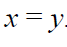 x = y.